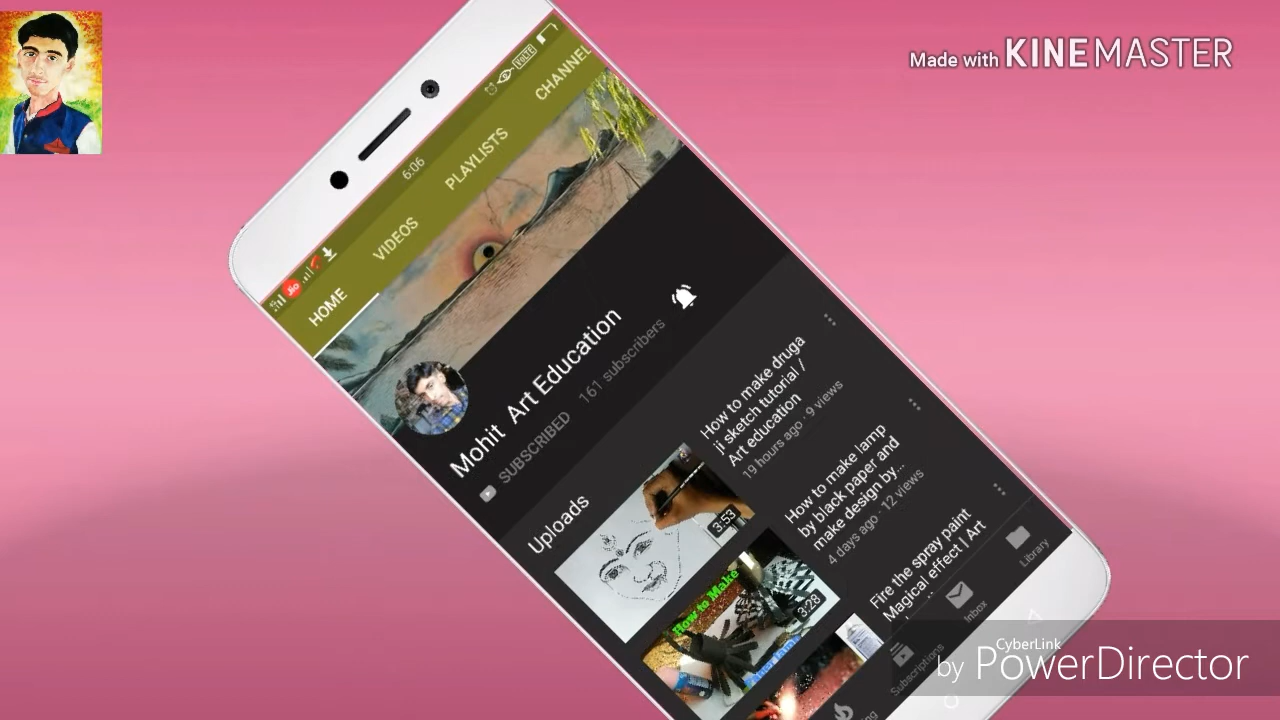 Made with KINEMASTER
VOLTE
6:06
4G
Jio
HOME
VIDEOS
PLAYLISTS
CHANNEL
Mohit Art Education
SUBSCRIBED 161 subscribers
Uploads
How to make druga
ji sketch tutorial /
Art education
19 hours ago · 9 views
3:53
How to make lamp
by black paper and
make design by...
4 days ago · 12 views
How to Make
3:28
Fire the spray paint
Magical effect | Art
Subscriptions
Inbox
Library
CyberLink
by PowerDirector